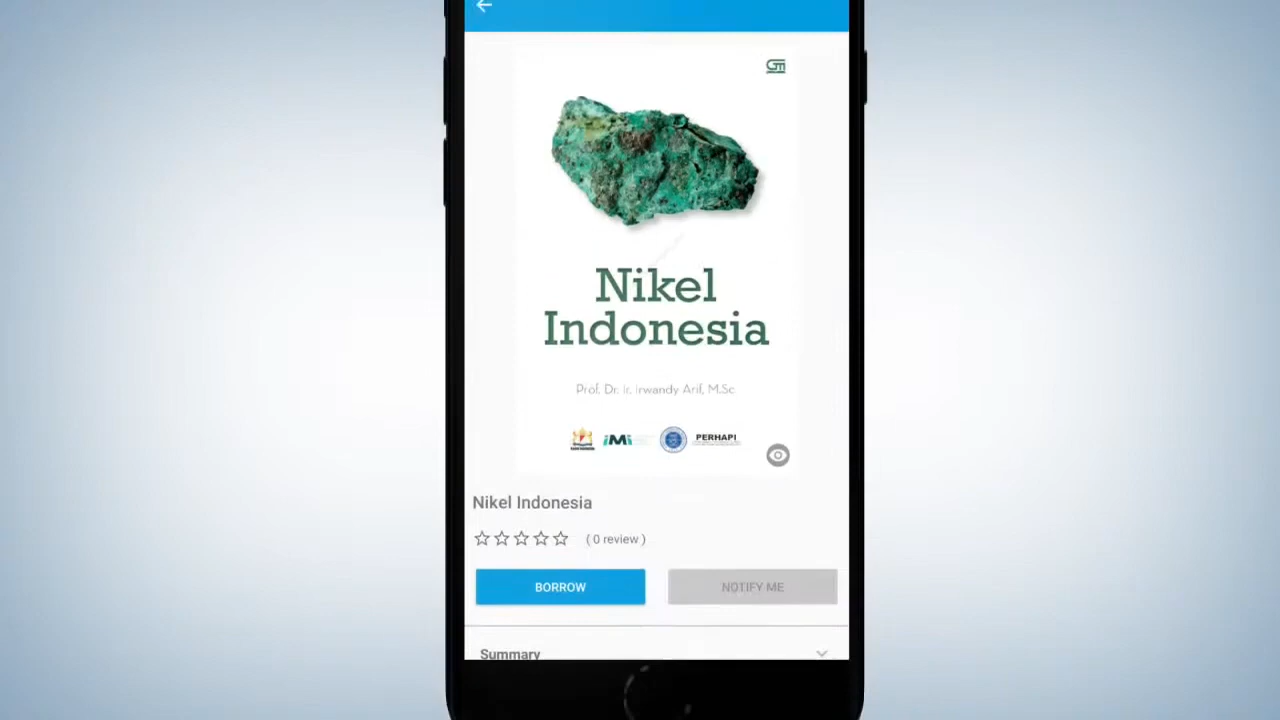 Nikel
Indonesia
Prof. Dr. Ir. Irwandy Arif, M.Sc
iMi
PERHAPI
Nikel Indonesia
( 0 review )
BORROW
NOTIFY ME
Summary